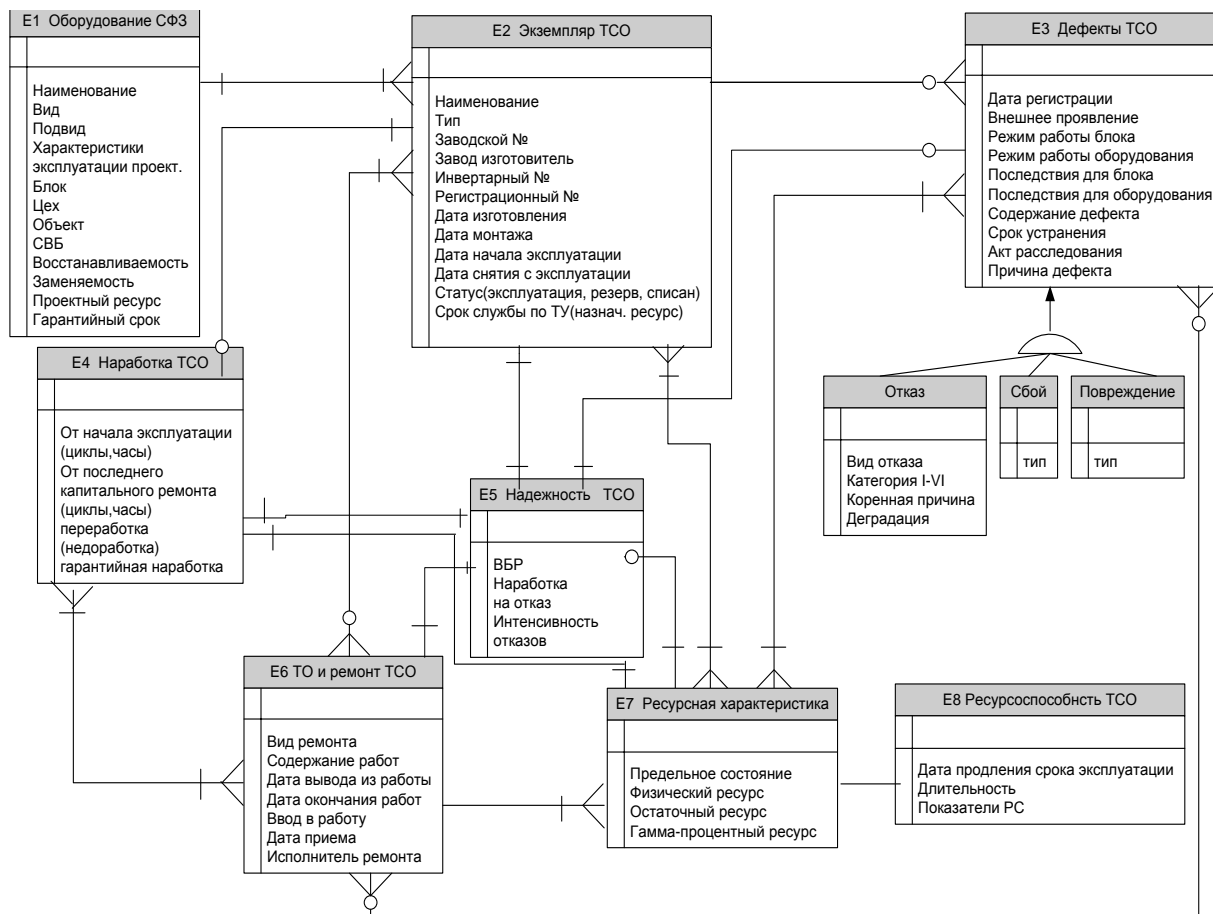 E1 Оборудование СФЗ
Наименование
Вид
Подвид
Характеристики
эксплуатации проект.
Блок
Цех
Объект
СВБ
Восстанавливаемость
Заменяемость
Проектный ресурс
Гарантийный срок
E2 Экземпляр ТСО
Наименование
Тип
Заводской №
Завод изготовитель
Инвертарный №
Регистрационный №
Дата изготовления
Дата монтажа
Дата начала эксплуатации
Дата снятия с эксплуатации
Статус(эксплуатация, резерв, списан)
Срок службы по ТУ(назнач. ресурс)
E3 Дефекты ТСО
Дата регистрации
Внешнее проявление
Режим работы блока
Режим работы оборудования
Последствия для блока
Последствия для оборудования
Содержание дефекта
Срок устранения
Акт расследования
Причина дефекта
E4 Наработка ТСО
От начала эксплуатации
(циклы,часы)
От последнего
капитального ремонта
(циклы,часы)
переработка
(недоработка)
гарантийная наработка
Отказ
Вид отказа
Категория I-VI
Коренная причина
Деградация
Сбой
тип
Повреждение
тип
E5 Надежность ТСО
ВБР
Наработка
на отказ
Интенсивность
отказов
E6 ТО и ремонт ТСО
Вид ремонта
Содержание работ
Дата вывода из работы
Дата окончания работ
Ввод в работу
Дата приема
Исполнитель ремонта
E7 Ресурсная характеристика
Предельное состояние
Физический ресурс
Остаточный ресурс
Гамма-процентный ресурс
E8 Ресурсоспособнсть ТСО
Дата продления срока эксплуатации
Длительность
Показатели РС